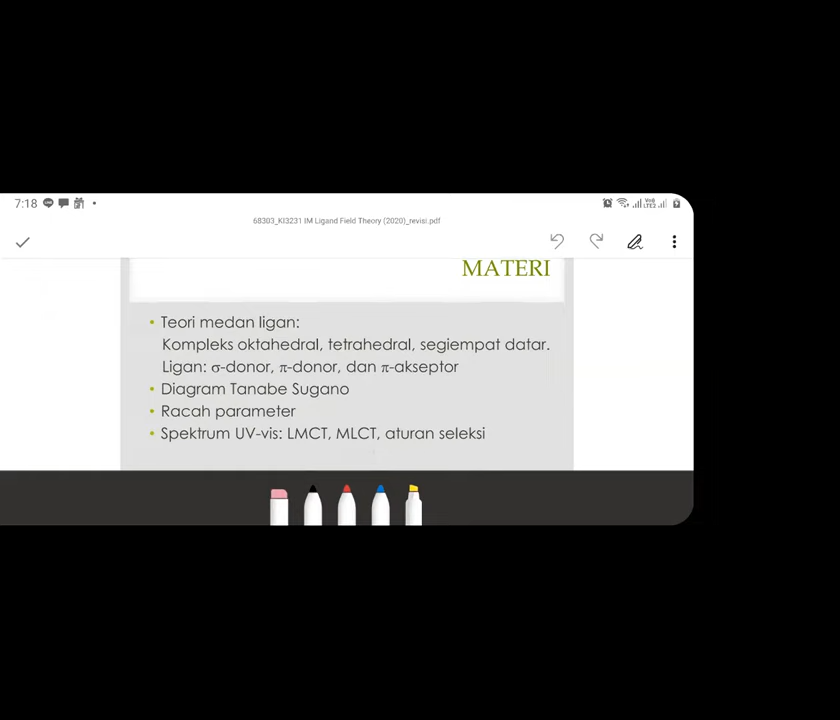 7:18
68303_KI3231 IM Ligand Field Theory (2020)_revisi.pdf
MATERI
• Teori medan ligan:
Kompleks oktahedral, tetrahedral, segiempat datar.
Ligan: σ-donor, π-donor, dan π-akseptor
• Diagram Tanabe Sugano
• Racah parameter
• Spektrum UV-vis: LMCT, MLCT, aturan seleksi